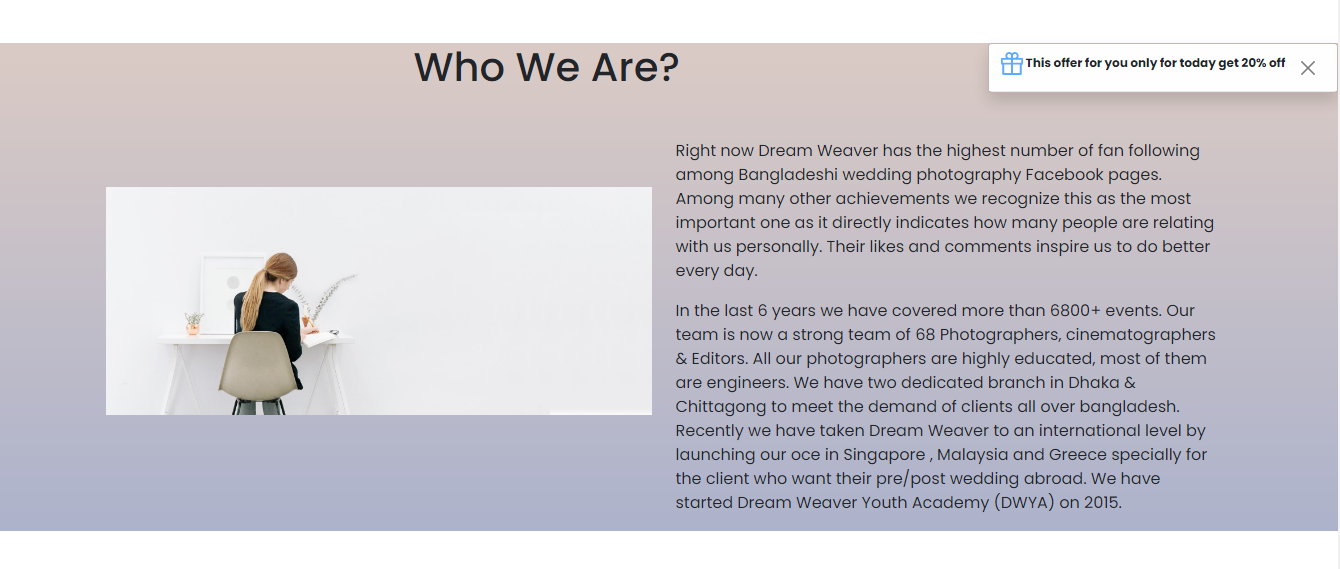 Who We Are?
This offer for you only for today get 20% off
Right now Dream Weaver has the highest number of fan following
among Bangladeshi wedding photography Facebook pages.
Among many other achievements we recognize this as the most
important one as it directly indicates how many people are relating
with us personally. Their likes and comments inspire us to do better
every day.
In the last 6 years we have covered more than 6800+ events. Our
team is now a strong team of 68 Photographers, cinematographers
& Editors. All our photographers are highly educated, most of them
are engineers. We have two dedicated branch in Dhaka &
Chittagong to meet the demand of clients all over bangladesh.
Recently we have taken Dream Weaver to an international level by
launching our oce in Singapore , Malaysia and Greece specially for
the client who want their pre/post wedding abroad. We have
started Dream Weaver Youth Academy (DWYA) on 2015.